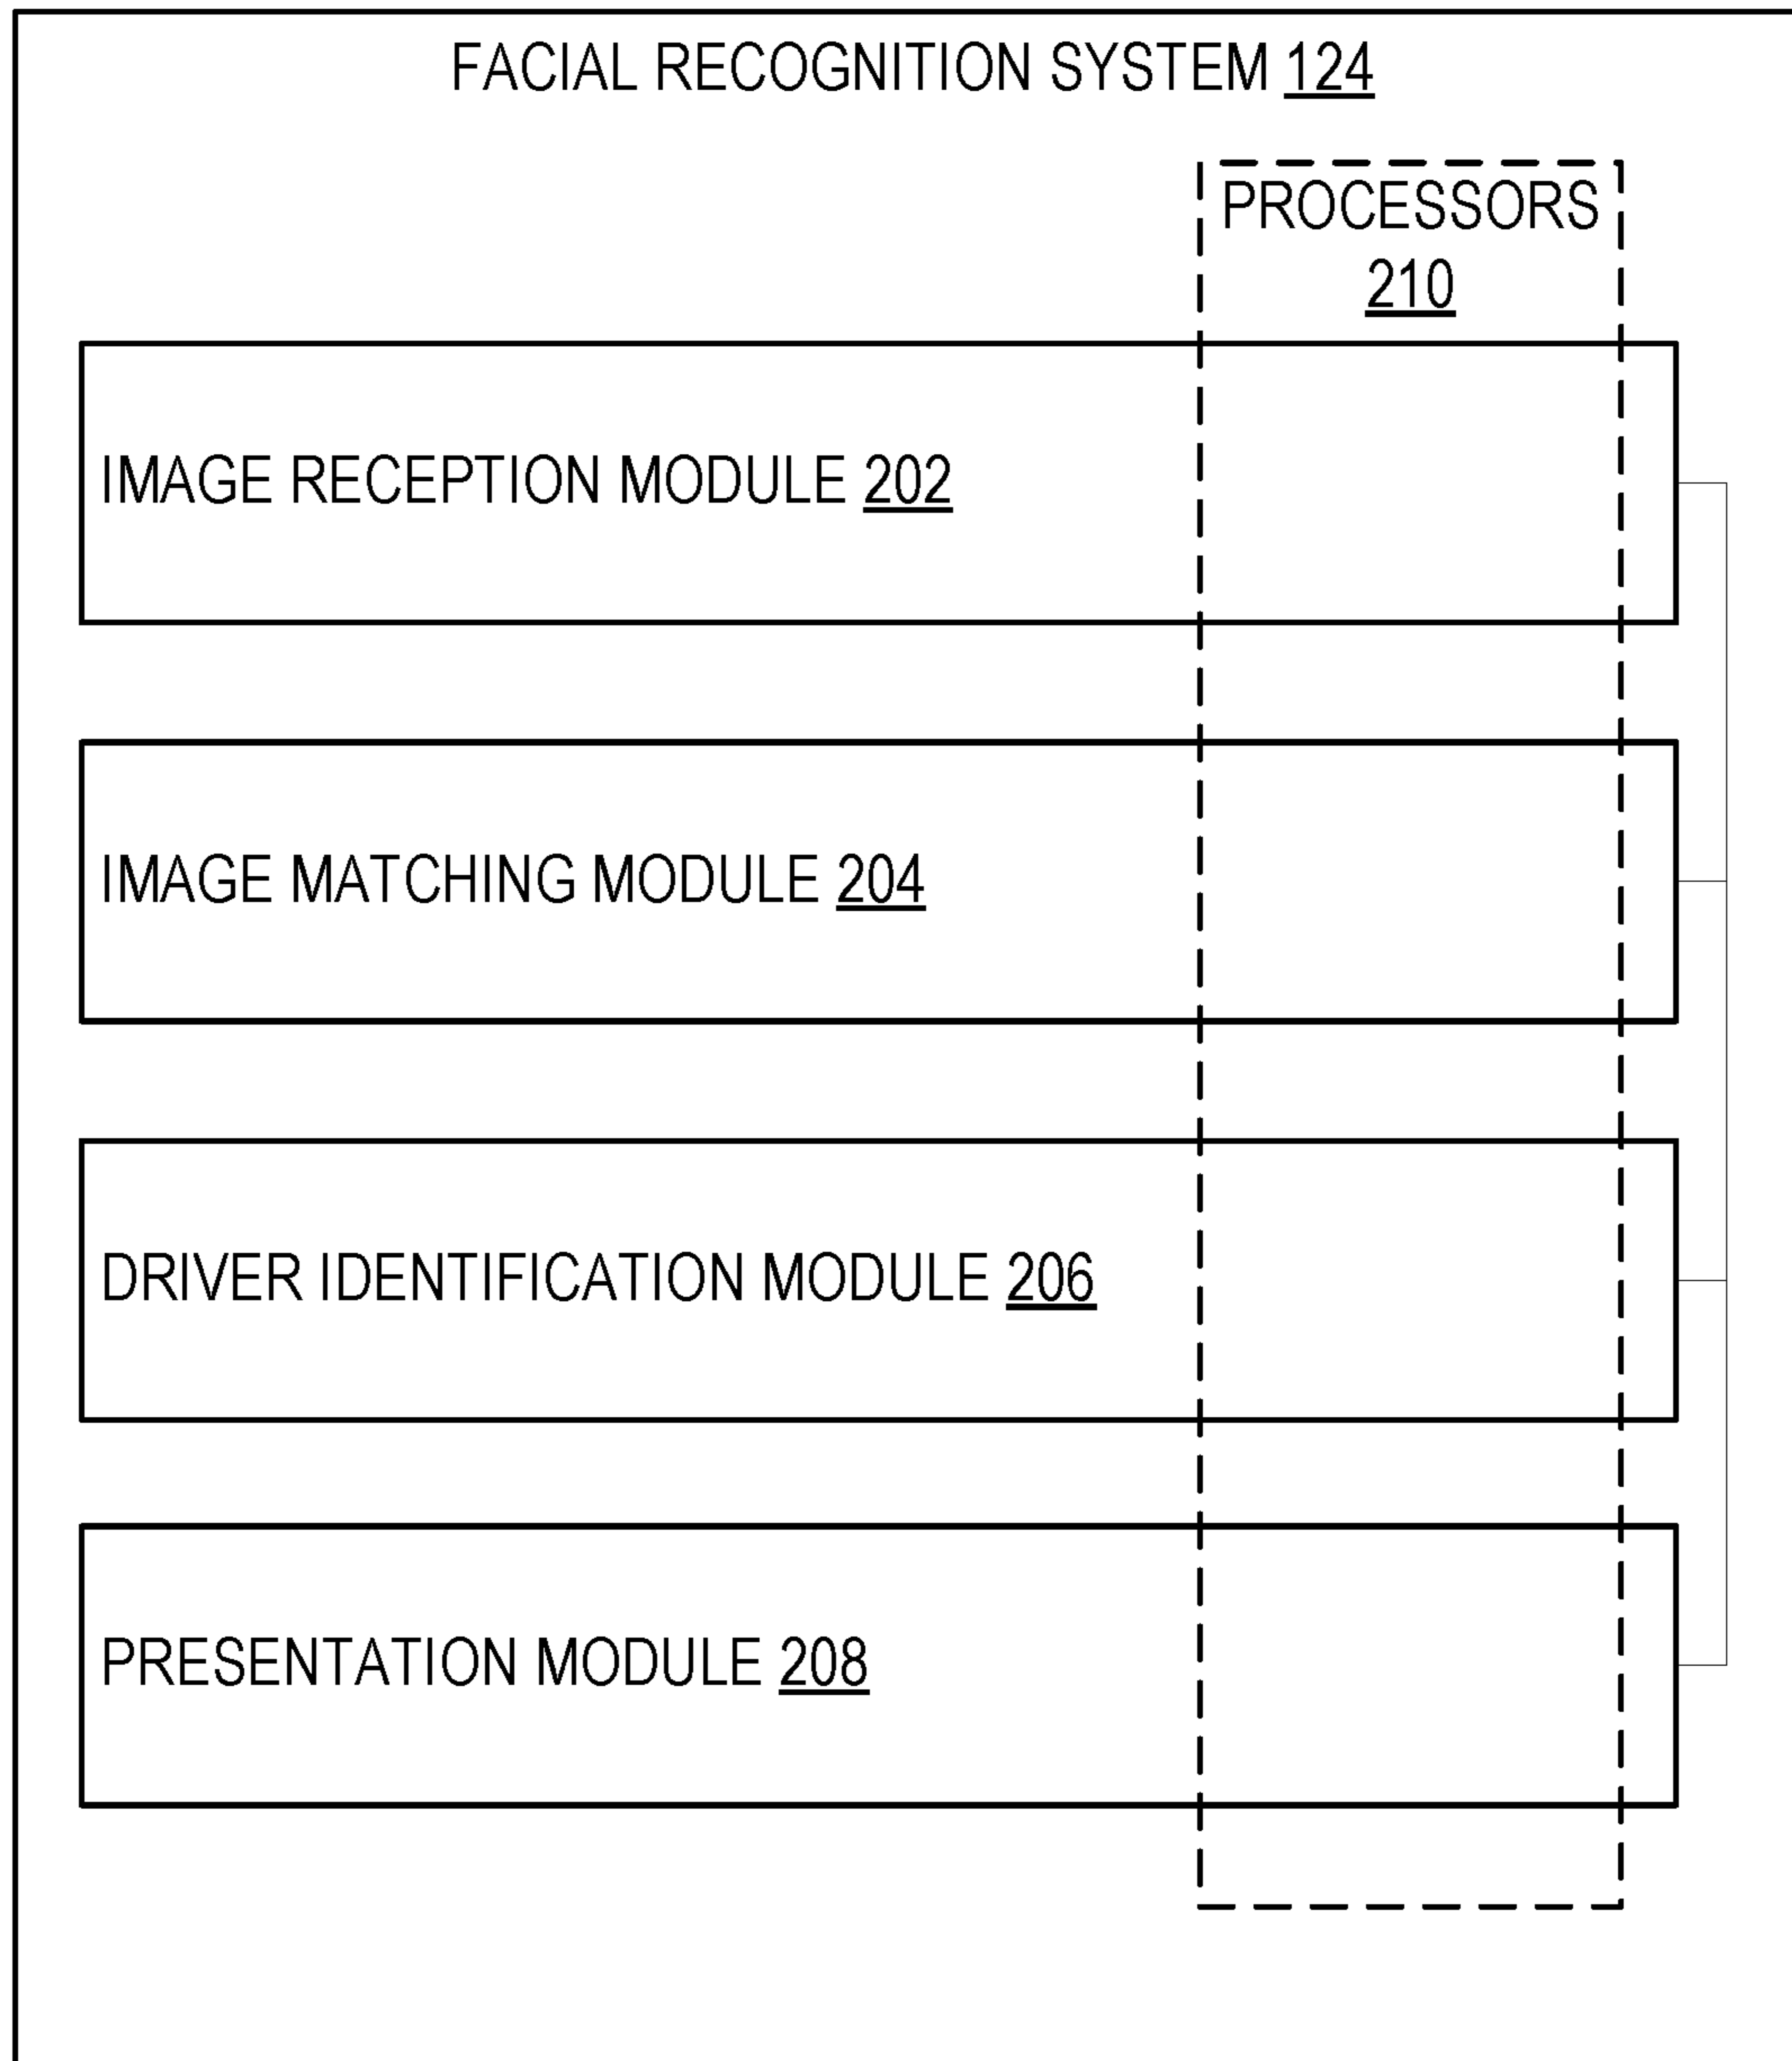 FACIAL RECOGNITION SYSTEM 124
PROCESSORS
210
IMAGE RECEPTION MODULE 202
IMAGE MATCHING MODULE 204
DRIVER IDENTIFICATION MODULE 206
PRESENTATION MODULE 208